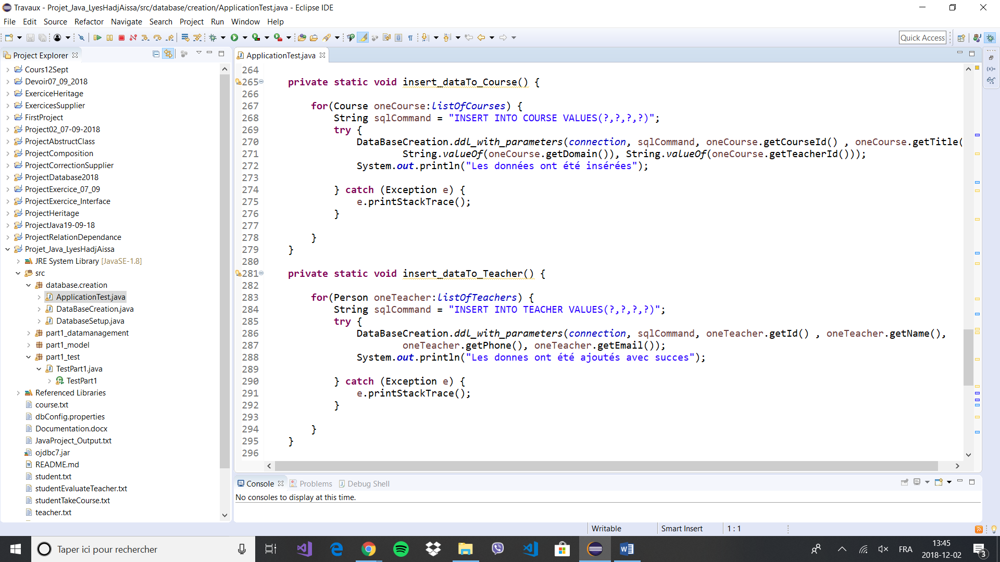 Travaux - Projet_Java_LyesHadjAissa/src/database/creation/ApplicationTest.java - Eclipse IDE
File Edit Source Refactor Navigate Search Project Run Window Help
Quick Access
Project Explorer
Cours12Sept
Devoir07_09_2018
ExerciceHeritage
ExercicesSupplier
FirstProject
Project02_07-09-2018
ProjectAbstructClass
ProjectComposition
ProjectCorrectionSupplier
ProjectDatabase2018
ProjectExercice_07_09
ProjectExercice_Interface
ProjectHeritage
ProjectJava19-09-18
ProjectRelationDependance
Projet_Java_LyesHadjAissa
JRE System Library [JavaSE-1.8]
src
database.creation
ApplicationTest.java
DataBaseCreation.java
DatabaseSetup.java
part1_datamanagement
part1_model
part1_test
TestPart1.java
TestPart1
Referenced Libraries
course.txt
dbConfig.properties
Documentation.docx
JavaProject_Output.txt
ojdbc7.jar
README.md
student.txt
studentEvaluateTeacher.txt
studentTakeCourse.txt
teacher.txt
ApplicationTest.java
264
265 private static void insert_dataTo_Course() {
266
267 for(Course oneCourse:listOfCourses) {
268 String sqlCommand = "INSERT INTO COURSE VALUES(?,?,?,?)";
269 try {
270 DataBaseCreation.ddl_with_parameters(connection, sqlCommand, oneCourse.getCourseId() , oneCourse.getTitle(
271 String.valueOf(oneCourse.getDomain()), String.valueOf(oneCourse.getTeacherId()));
272 System.out.println("Les données ont été insérées");
273
274 } catch (Exception e) {
275 e.printStackTrace();
276 }
277
278 }
279 }
280
281 private static void insert_dataTo_Teacher() {
282
283 for(Person oneTeacher:listOfTeachers) {
284 String sqlCommand = "INSERT INTO TEACHER VALUES(?,?,?,?)";
285 try {
286 DataBaseCreation.ddl_with_parameters(connection, sqlCommand, oneTeacher.getId() , oneTeacher.getName(),
287 oneTeacher.getPhone(), oneTeacher.getEmail());
288 System.out.println("Les donnes ont été ajoutés avec succes");
289
290 } catch (Exception e) {
291 e.printStackTrace();
292 }
293
294 }
295 }
296
Console Problems Debug Shell
No consoles to display at this time.
Writable Smart Insert 1 : 1
Taper ici pour rechercher
FRA
13:45
2018-12-02
3